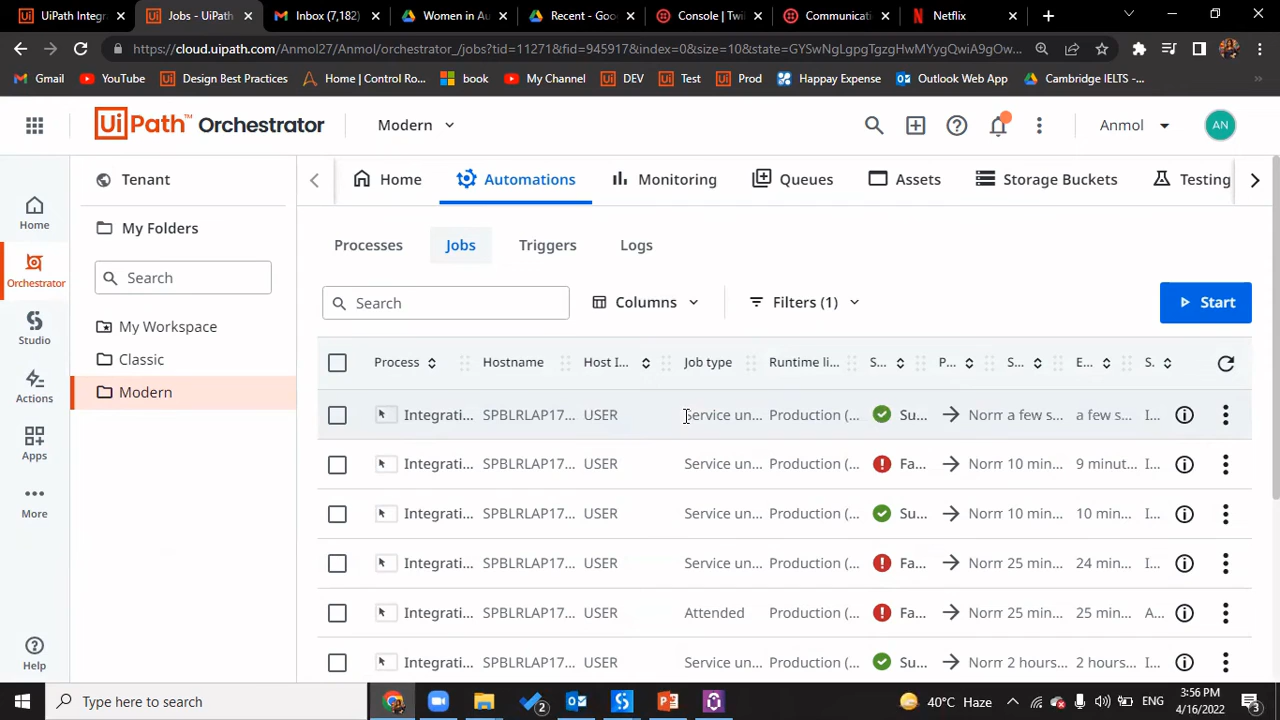 UiPath Integra
Jobs - UiPath
Inbox (7,182)
Women in Au
Recent - Goo
Console | Twi
Communicati
Netflix
https://cloud.uipath.com/Anmol27/Anmol/orchestrator_/jobs?tid=11271&fid=945917&index=0&size=10&state=GYSwNgLgpgTzgHwMYygQwiA9gOw...
Gmail
YouTube
Design Best Practices
Home | Control Ro...
book
My Channel
DEV
Test
Prod
Happay Expense
Outlook Web App
Cambridge IELTS -...
UiPath™ Orchestrator
Modern
Anmol
AN
Tenant
Home
Automations
Monitoring
Queues
Assets
Storage Buckets
Testing
Home
My Folders
Processes
Jobs
Triggers
Logs
Orchestrator
Search
Search
Columns
Filters (1)
Start
Studio
My Workspace
Classic
Modern
Actions
Apps
More
Help
Process Hostname Host I... Job type Runtime li... S... P... S... E... S.
Integrati... SPBLRLAP17... USER Service un... Production (... Su... Norm a few s... a few s... I...
Integrati... SPBLRLAP17... USER Service un... Production (... Fa... Norm 10 min... 9 minut... I...
Integrati... SPBLRLAP17... USER Service un... Production (... Su... Norm 10 min... 10 min... I...
Integrati... SPBLRLAP17... USER Service un... Production (... Fa... Norm 25 min... 24 min... I...
Integrati... SPBLRLAP17... USER Attended Production (... Fa... Norm 25 min... 25 min... A...
Integrati... SPBLRLAP17... USER Service un... Production (... Su... Norm 2 hours... 2 hours... I...
Type here to search
2
40°C Haze
ENG
3:56 PM
4/16/2022
3